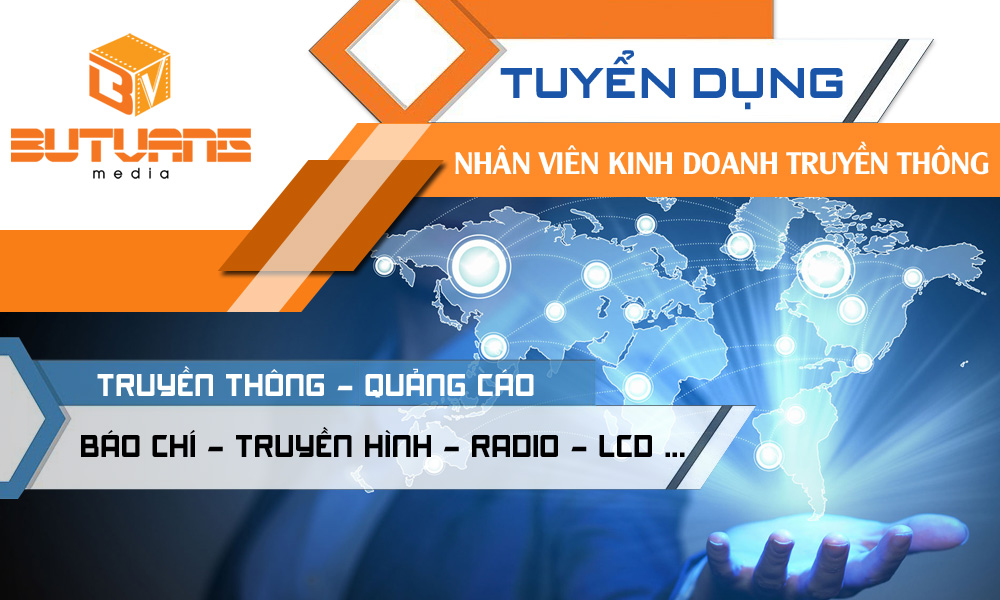 BV
BUTVANG
media
TUYỂN DỤNG
NHÂN VIÊN KINH DOANH TRUYỀN THÔNG
TRUYỀN THÔNG - QUẢNG CÁO
BÁO CHÍ - TRUYỀN HÌNH - RADIO - LCD ...